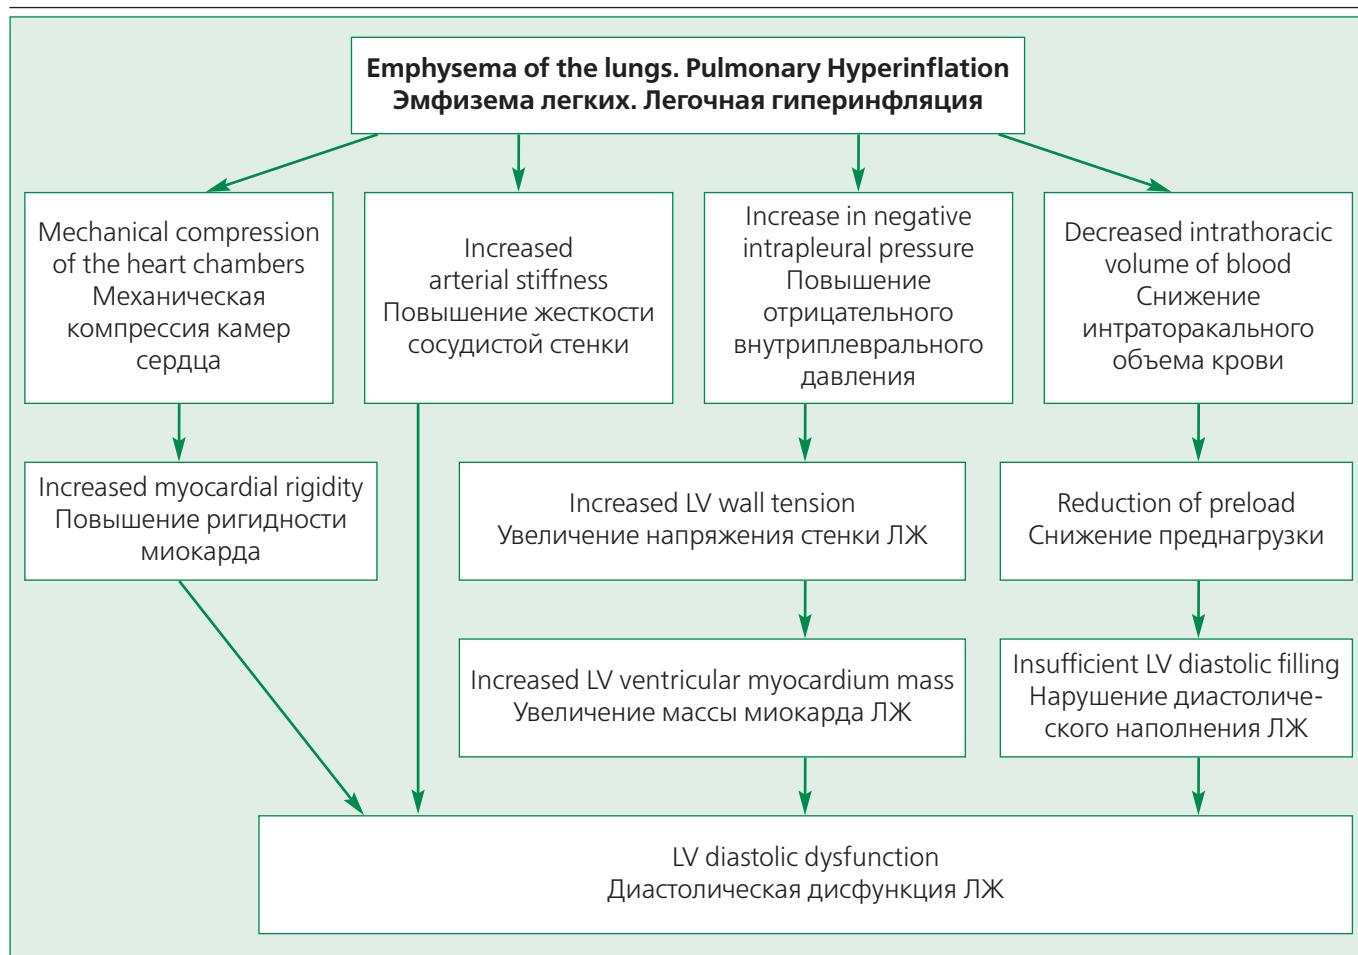 Emphysema of the lungs. Pulmonary Hyperinflation
Эмфизема легких. Легочная гиперинфляция
Mechanical compression
of the heart chambers
Механическая
компрессия камер
сердца
Increased
arterial stiffness
Повышение жесткости
сосудистой стенки
Increase in negative
intrapleural pressure
Повышение
отрицательного
внутриплеврального
давления
Decreased intrathoracic
volume of blood
Снижение
интраторакального
объема крови
Increased myocardial rigidity
Повышение ригидности
миокарда
Increased LV wall tension
Увеличение напряжения стенки ЛЖ
Reduction of preload
Снижение преднагрузки
Increased LV ventricular myocardium mass
Увеличение массы миокарда ЛЖ
Insufficient LV diastolic filling
Нарушение диастоличе-
ского наполнения ЛЖ
LV diastolic dysfunction
Диастолическая дисфункция ЛЖ